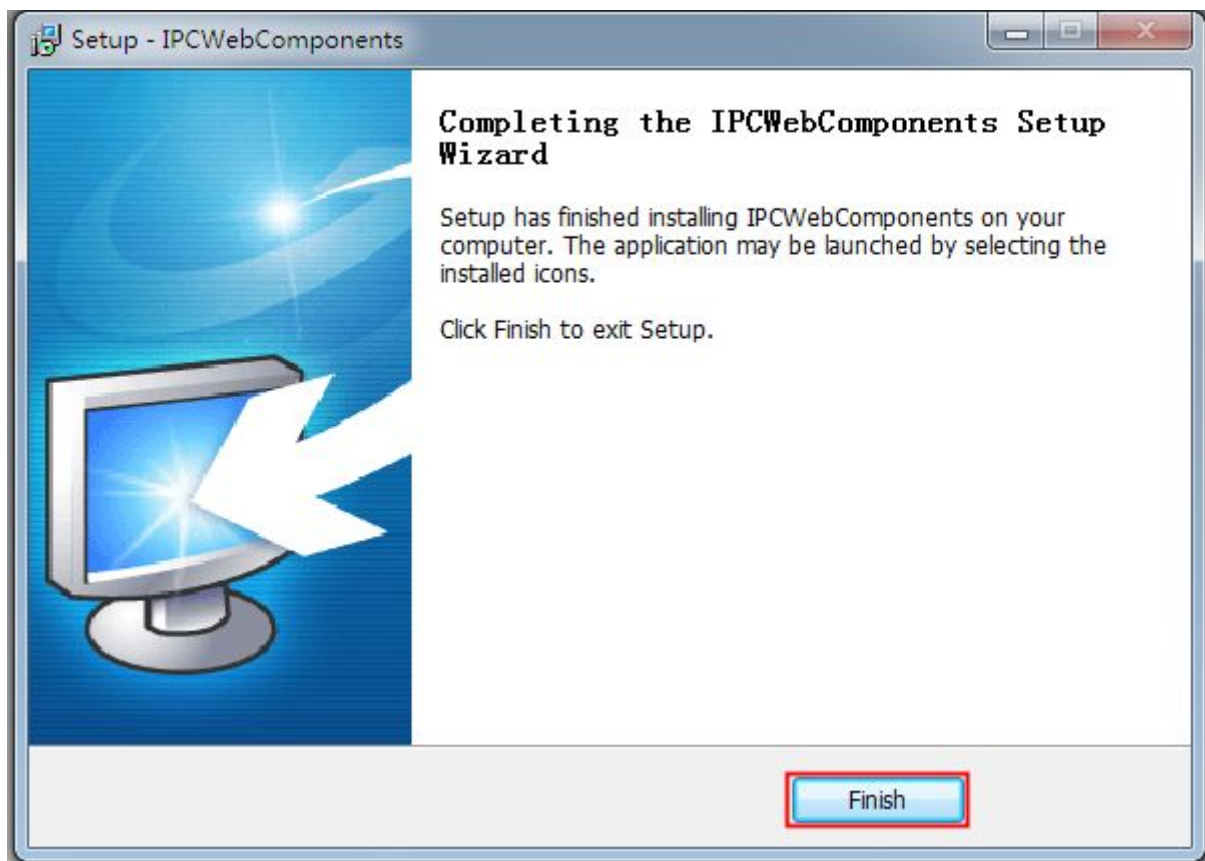 Setup - IPCWebComponents
Completing the IPCWebComponents Setup
Wizard
Setup has finished installing IPCWebComponents on your
computer. The application may be launched by selecting the
installed icons.
Click Finish to exit Setup.
Finish